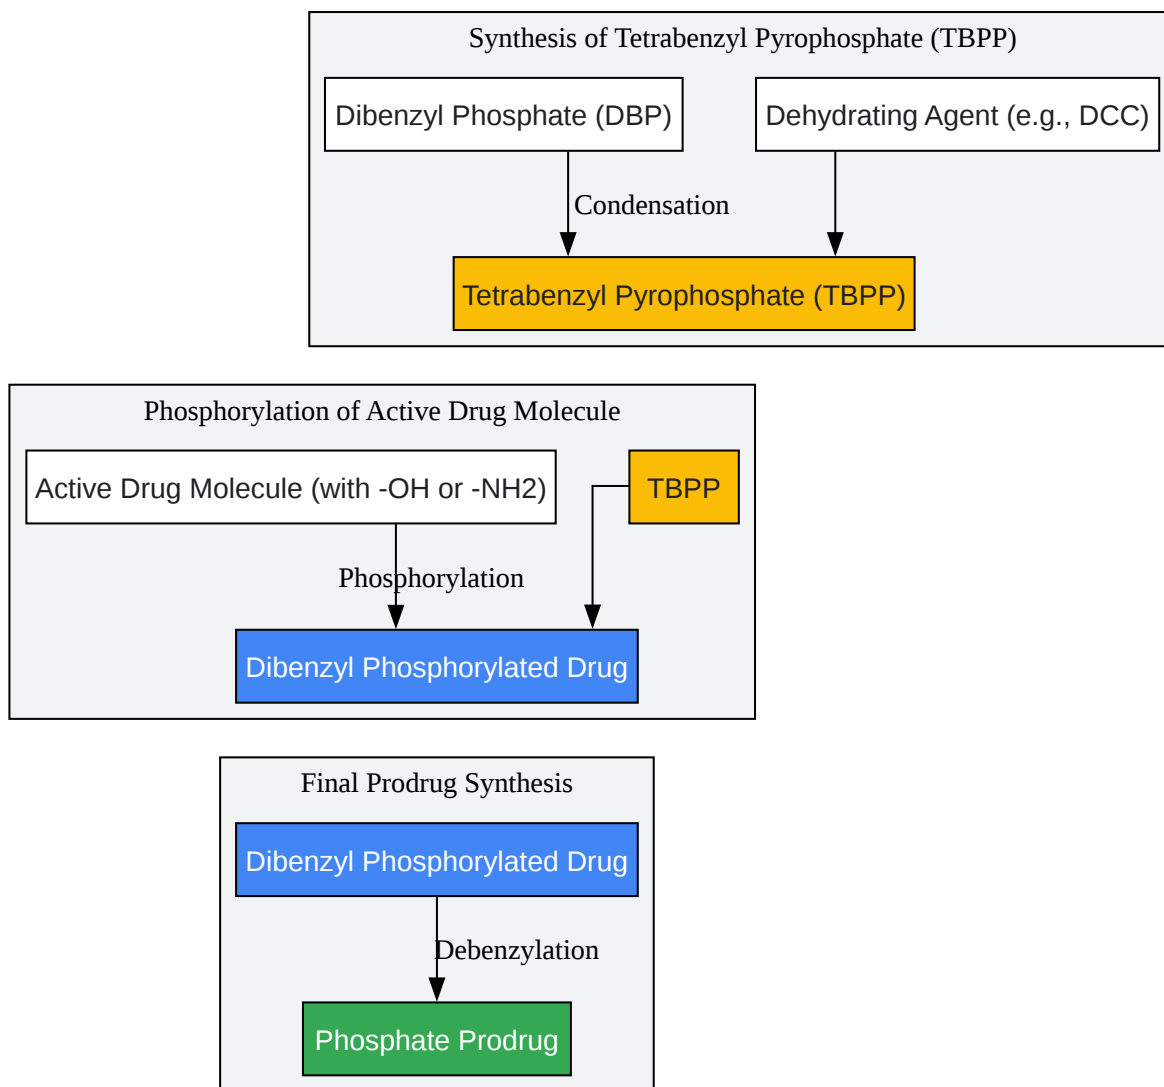 Synthesis of Tetrabenzyl Pyrophosphate (TBPP)
Dibenzyl Phosphate (DBP)
Dehydrating Agent (e.g., DCC)
Condensation
Tetrabenzyl Pyrophosphate (TBPP)
Phosphorylation of Active Drug Molecule
Active Drug Molecule (with -OH or -NH2)
TBPP
Phosphorylation
Dibenzyl Phosphorylated Drug
Final Prodrug Synthesis
Dibenzyl Phosphorylated Drug
Debenzylation
Phosphate Prodrug